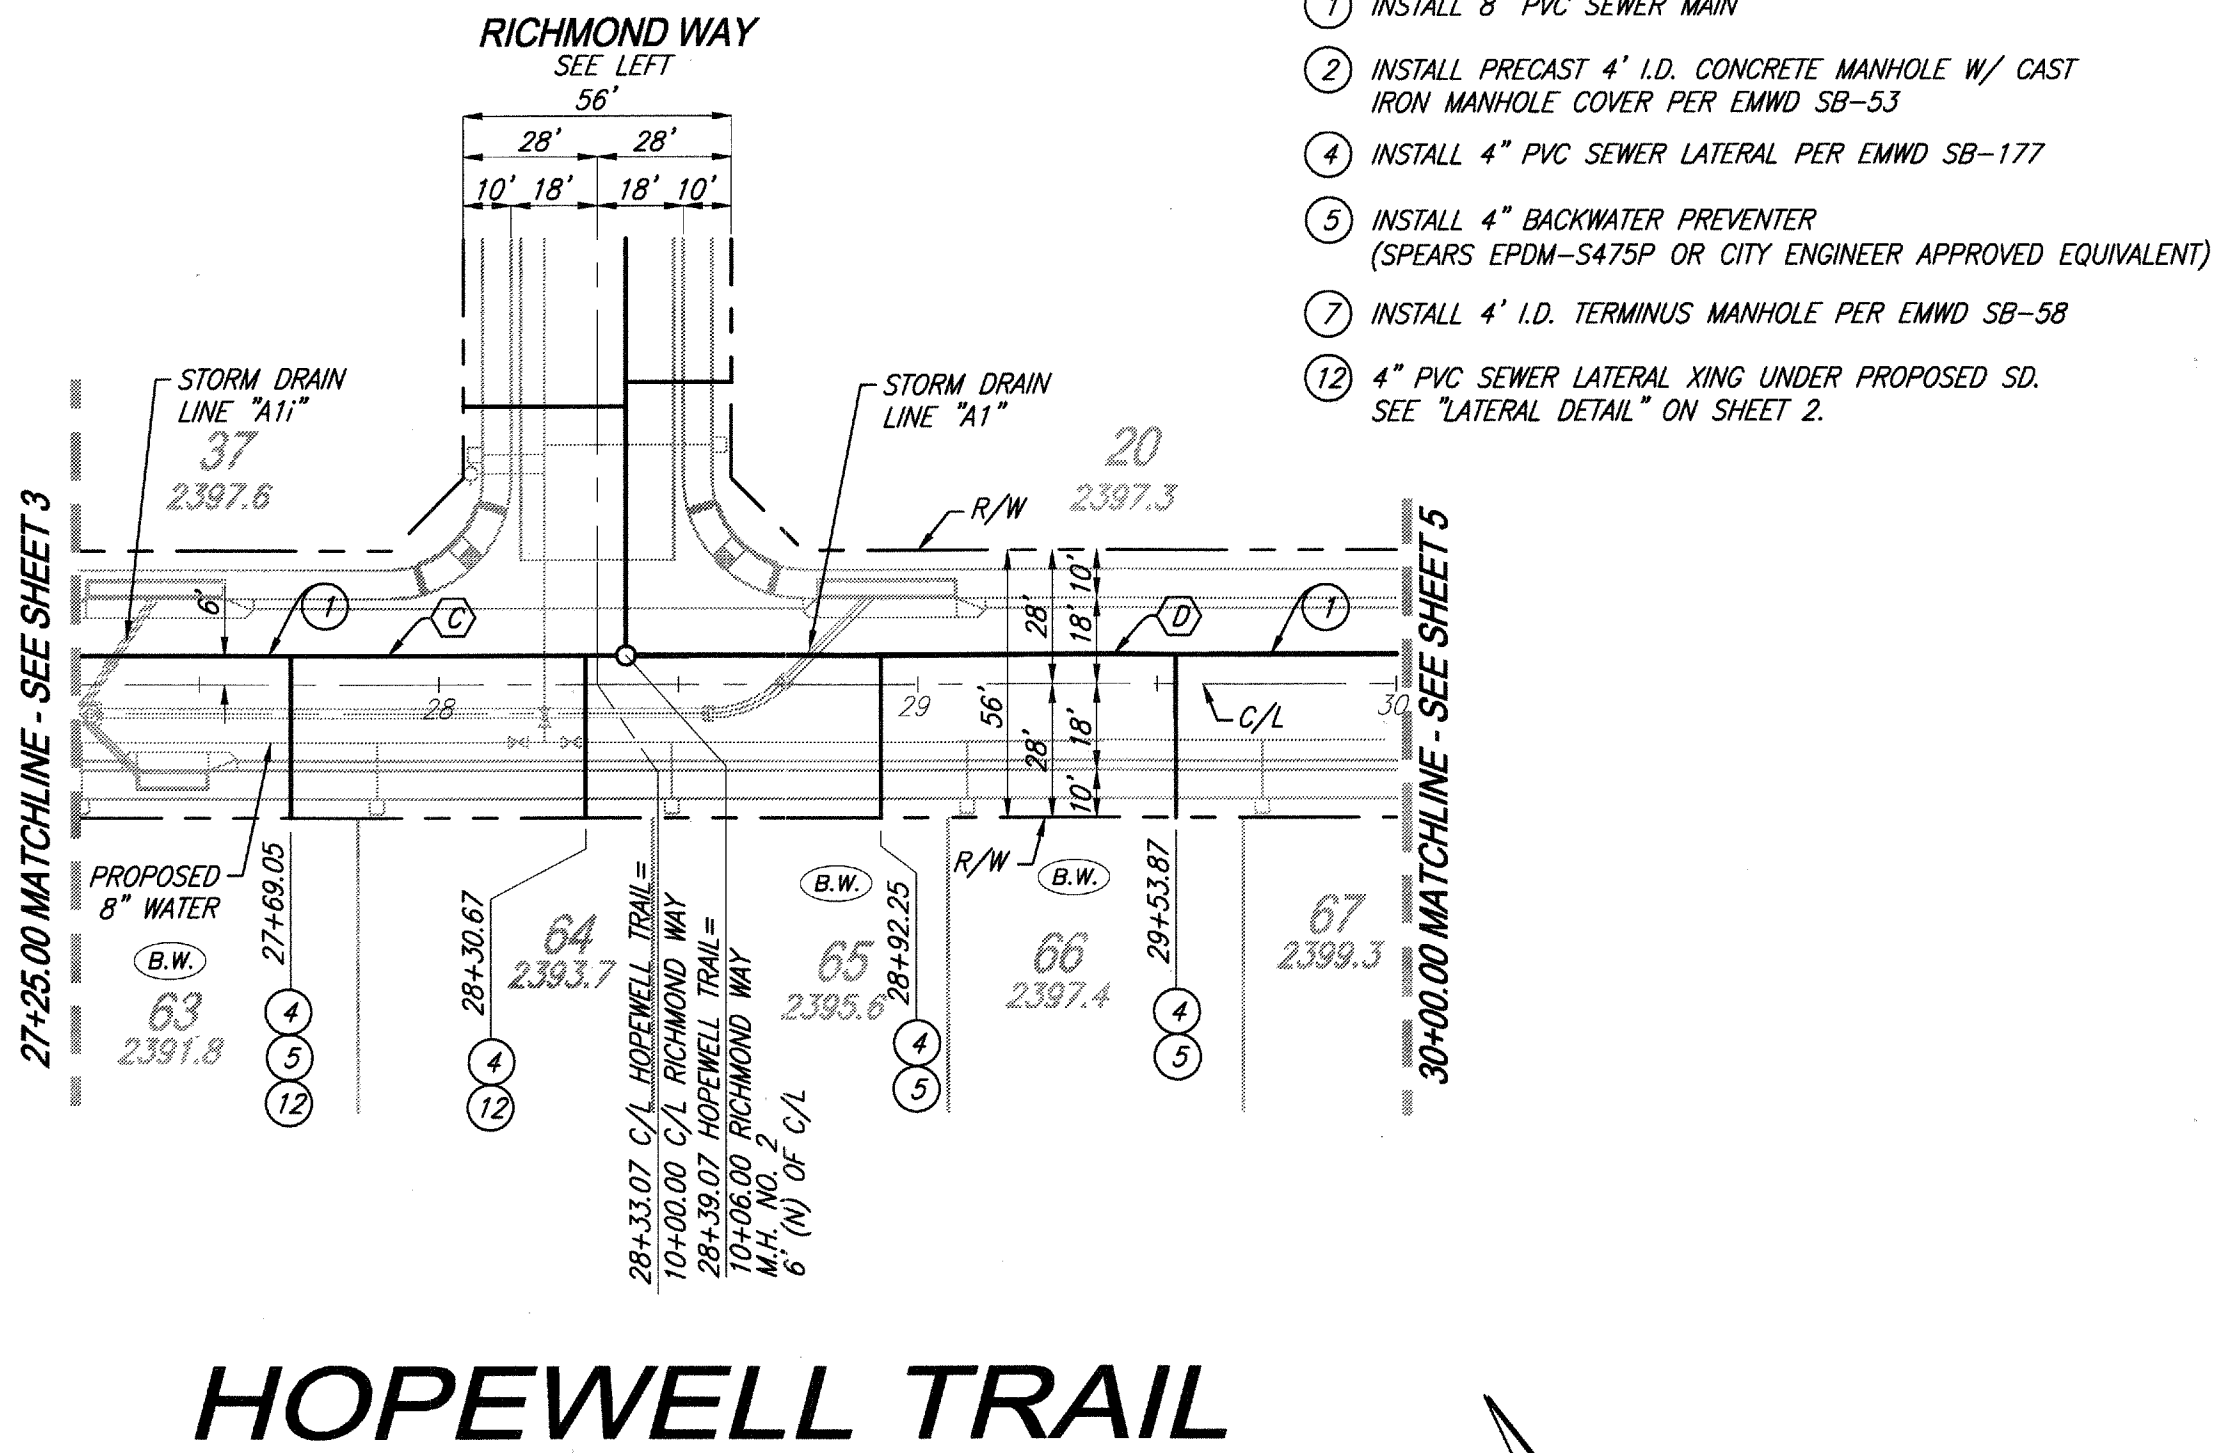 RICHMOND WAY
SEE LEFT
56'
28' 28'
10' 18' 18' 10'
1 INSTALL 8" PVC SEWER MAIN
2 INSTALL PRECAST 4' I.D. CONCRETE MANHOLE W/ CAST
IRON MANHOLE COVER PER EMWD SB-53
4 INSTALL 4" PVC SEWER LATERAL PER EMWD SB-177
5 INSTALL 4" BACKWATER PREVENTER
(SPEARS EPDM-S475P OR CITY ENGINEER APPROVED EQUIVALENT)
7 INSTALL 4' I.D. TERMINUS MANHOLE PER EMWD SB-58
12 4" PVC SEWER LATERAL XING UNDER PROPOSED SD.
SEE "LATERAL DETAIL" ON SHEET 2.
STORM DRAIN
LINE "A1i"
37
2397.6
STORM DRAIN
LINE "A1"
20
2397.3
R/W
27+25.00 MATCHLINE - SEE SHEET 3
30+00.00 MATCHLINE - SEE SHEET 5
6'
1
C
D
1
28'
10'
18'
56'
28'
18'
10'
28
29
30
C/L
R/W
PROPOSED
8" WATER
B.W.
63
2391.8
27+69.05
4
5
12
28+30.67
4
12
64
2393.7
28+33.07 C/L HOPEWELL TRAIL=
10+00.00 C/L RICHMOND WAY
28+39.07 HOPEWELL TRAIL=
10+06.00 RICHMOND WAY
M.H. NO. 2
6' (N) OF C/L
B.W.
65
2395.6
28+92.25
4
5
B.W.
66
2397.4
29+53.87
4
5
67
2399.3
HOPEWELL TRAIL